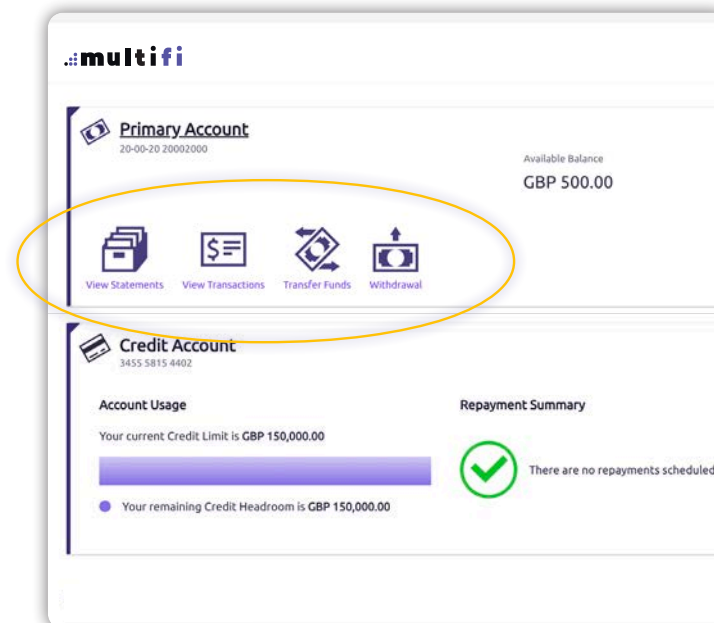 multifi
Primary Account
20-00-20 20002000
Available Balance
GBP 500.00
View Statements View Transactions Transfer Funds Withdrawal
Credit Account
3455 5815 4402
Account Usage
Your current Credit Limit is GBP 150,000.00
Your remaining Credit Headroom is GBP 150,000.00
Repayment Summary
There are no repayments scheduled